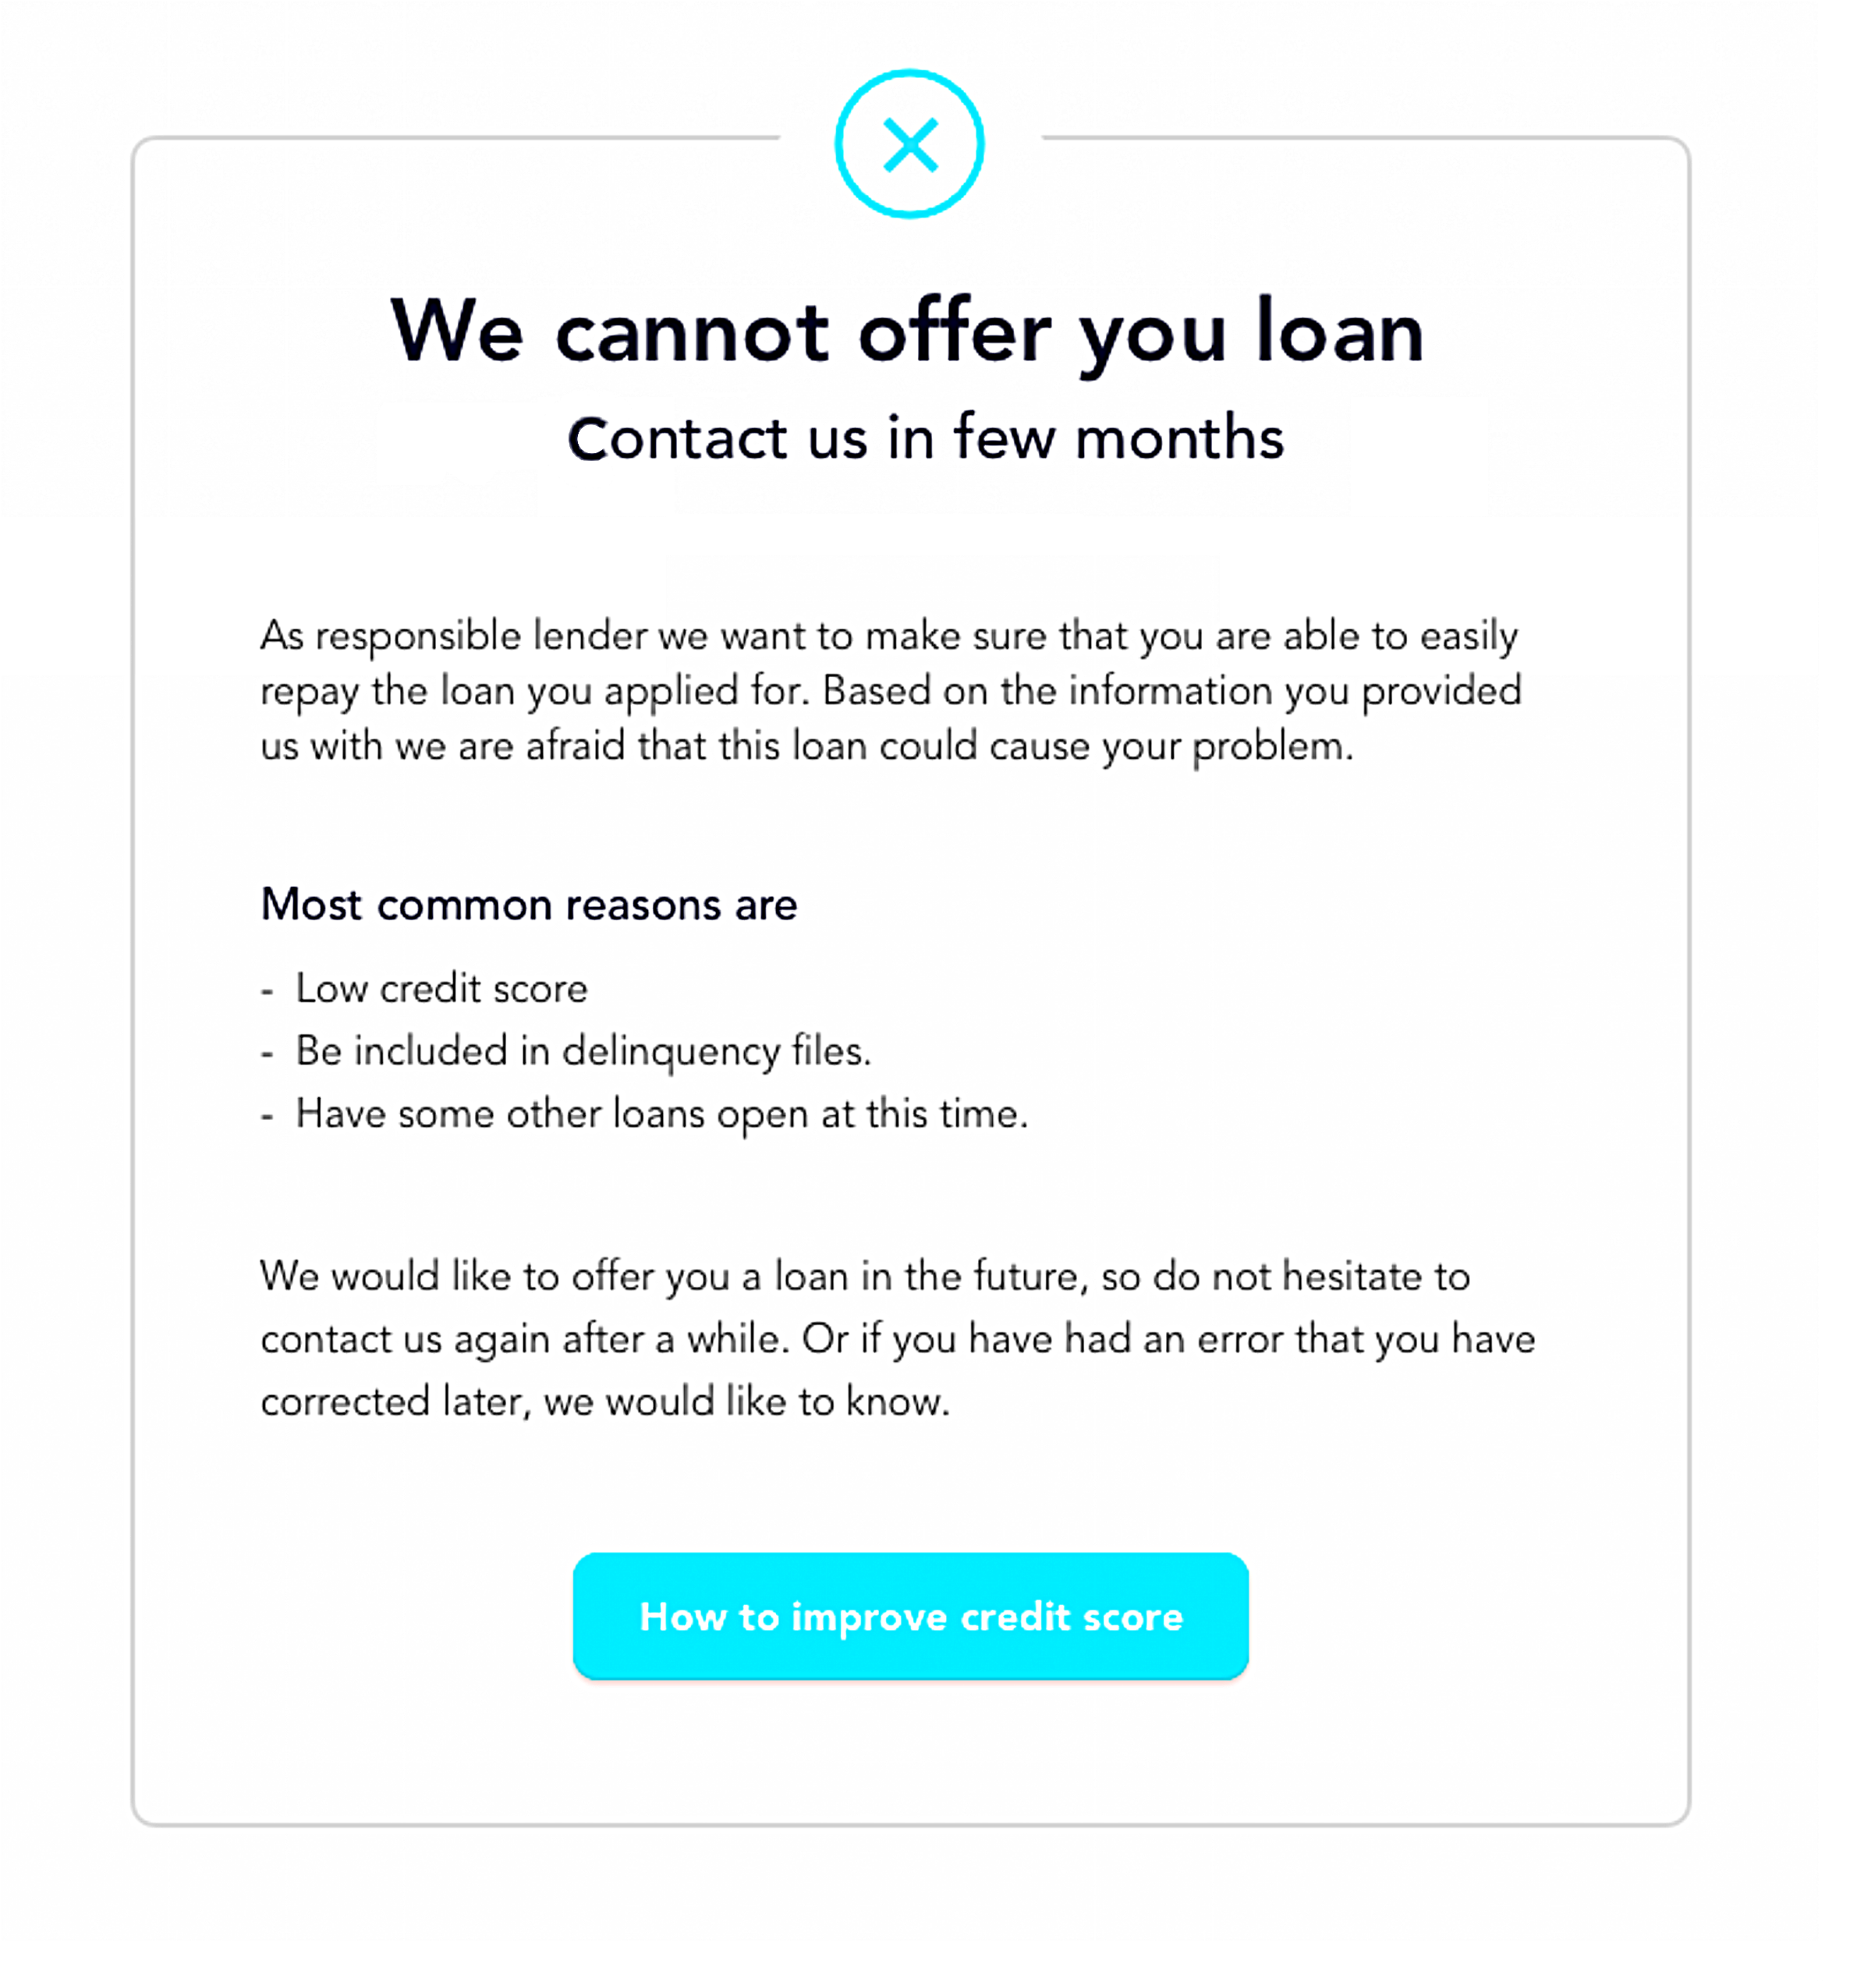 We cannot offer you loan
Contact us in few months
As responsible lender we want to make sure that you are able to easily
repay the loan you applied for. Based on the information you provided
us with we are afraid that this loan could cause your problem.
Most common reasons are
- Low credit score
- Be included in delinquency files.
- Have some other loans open at this time.
We would like to offer you a loan in the future, so do not hesitate to
contact us again after a while. Or if you have had an error that you have
corrected later, we would like to know.
How to improve credit score